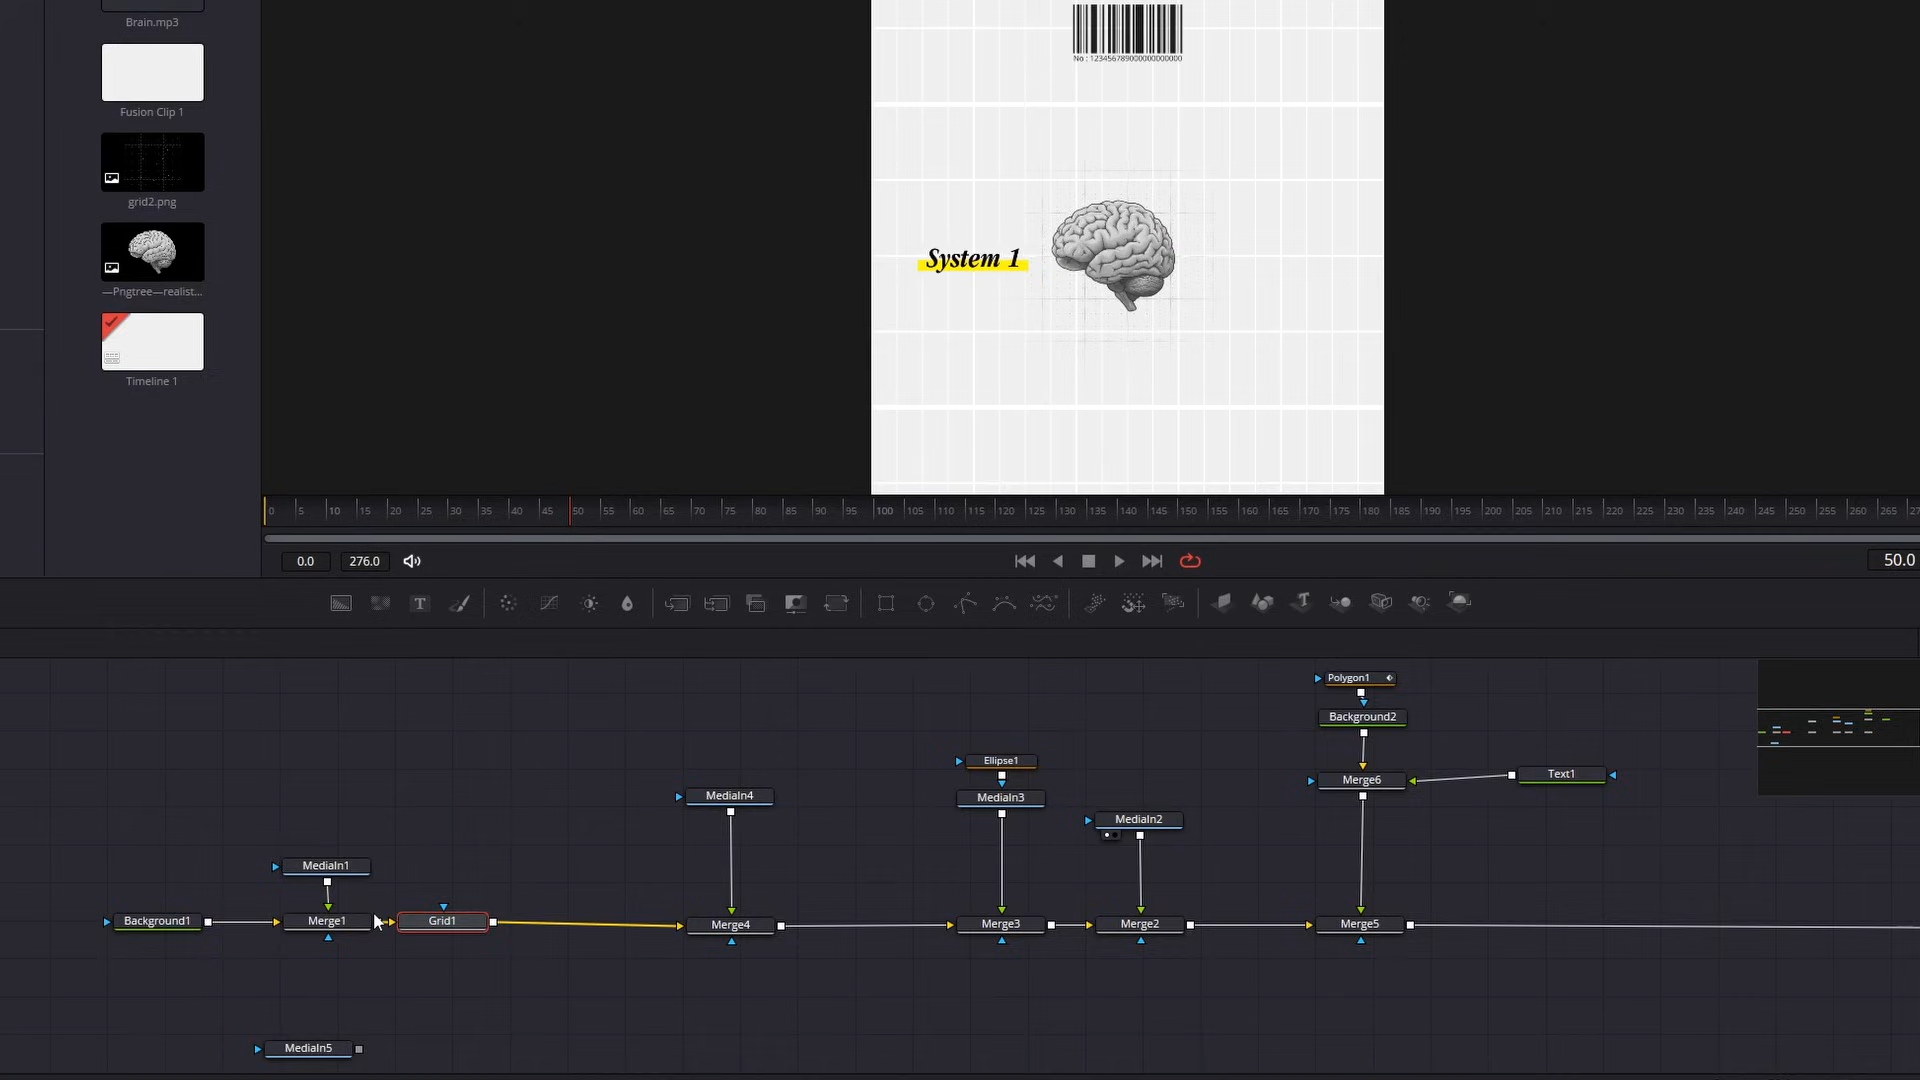 Brain.mp3
Fusion Clip 1
grid2.png
—Pngtree—realist...
Timeline 1
No : 123456789000000000000
System 1
0 5 10 15 20 25 30 35 40 45 50 55 60 65 70 75 80 85 90 95 100 105 110 115 120 125 130 135 140 145 150 155 160 165 170 175 180 185 190 195 200 205 210 215 220 225 230 235 240 245 250 255 260 265
0.0 276.0 50.0
T
Polygon1
Background2
Merge6 Text1
Ellipse1
MediaIn4 MediaIn3
MediaIn2
MediaIn1
Background1 Merge1 Grid1 Merge4 Merge3 Merge2 Merge5
MediaIn5